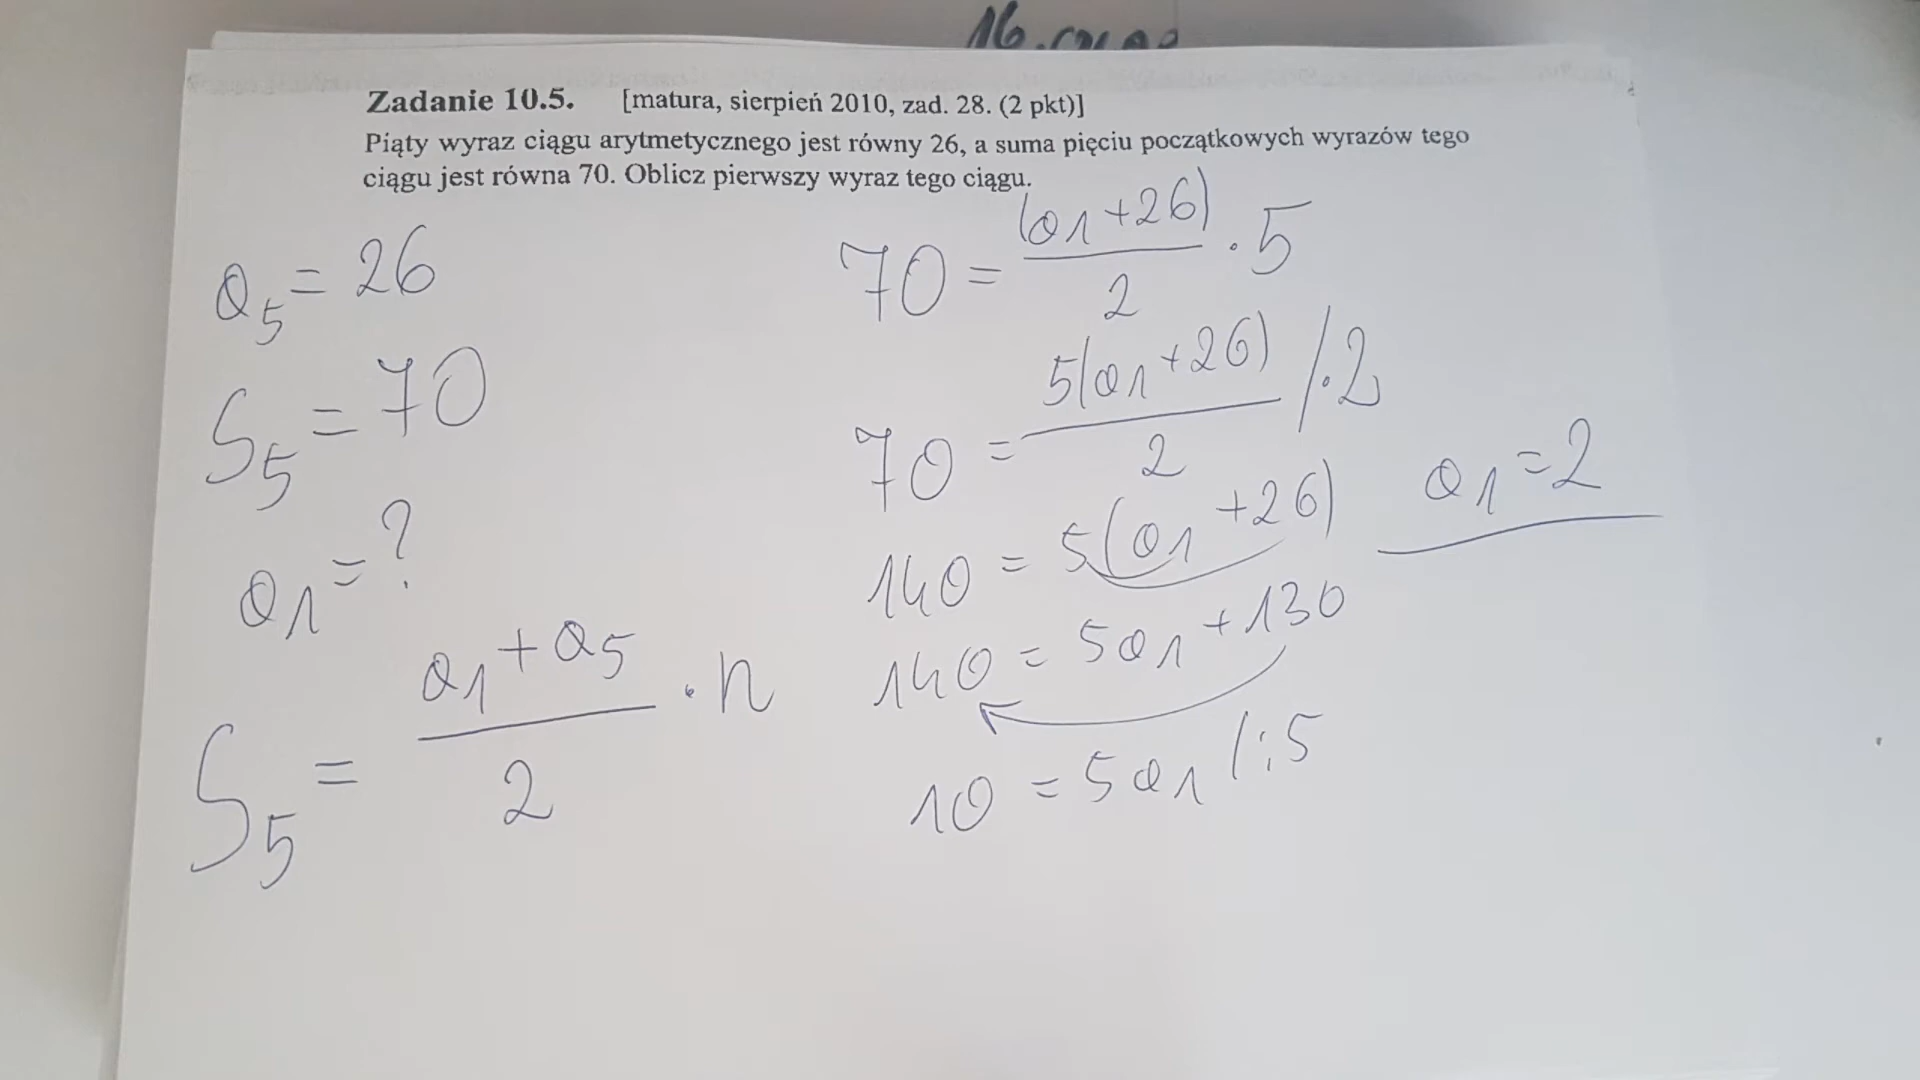 Zadanie 10.5. [matura, sierpień 2010, zad. 28. (2 pkt)]
Piąty wyraz ciągu arytmetycznego jest równy 26, a suma pięciu początkowych wyrazów tego
ciągu jest równa 70. Oblicz pierwszy wyraz tego ciągu.
a5 = 26
S5 = 70
a1 = ?
S5 = (a1 + a5)/2 · n
70 = (a1 + 26)/2 · 5
70 = 5(a1 + 26)/2 /·2
140 = 5(a1 + 26)
140 = 5a1 + 130
10 = 5a1 /:5
a1 = 2